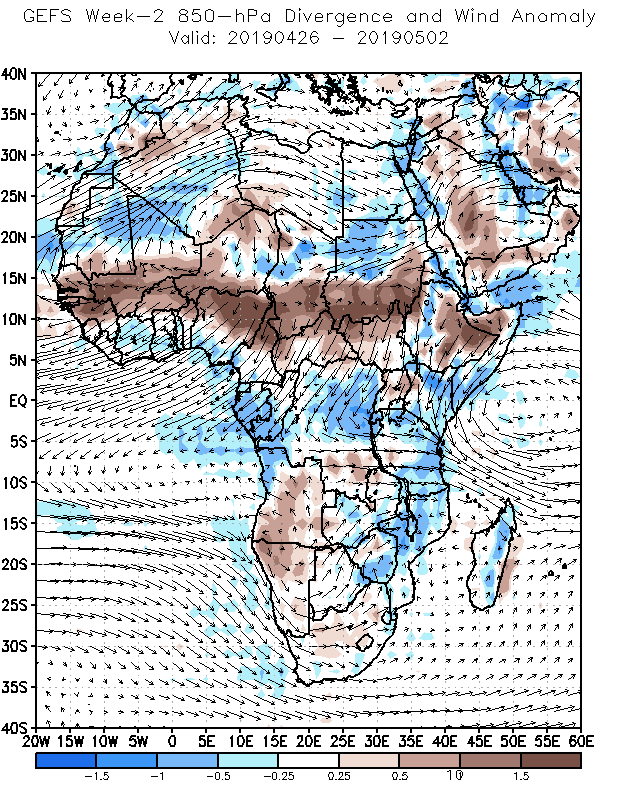 GEFS Week-2 850-hPa Divergence and Wind Anomaly
Valid: 20190426 - 20190502
40N
35N
30N
25N
20N
15N
10N
5N
EQ
5S
10S
15S
20S
25S
30S
35S
40S
20W 15W 10W 5W 0 5E 10E 15E 20E 25E 30E 35E 40E 45E 50E 55E 60E
-1.5 -1 -0.5 -0.25 0.25 0.5 10 1 1.5